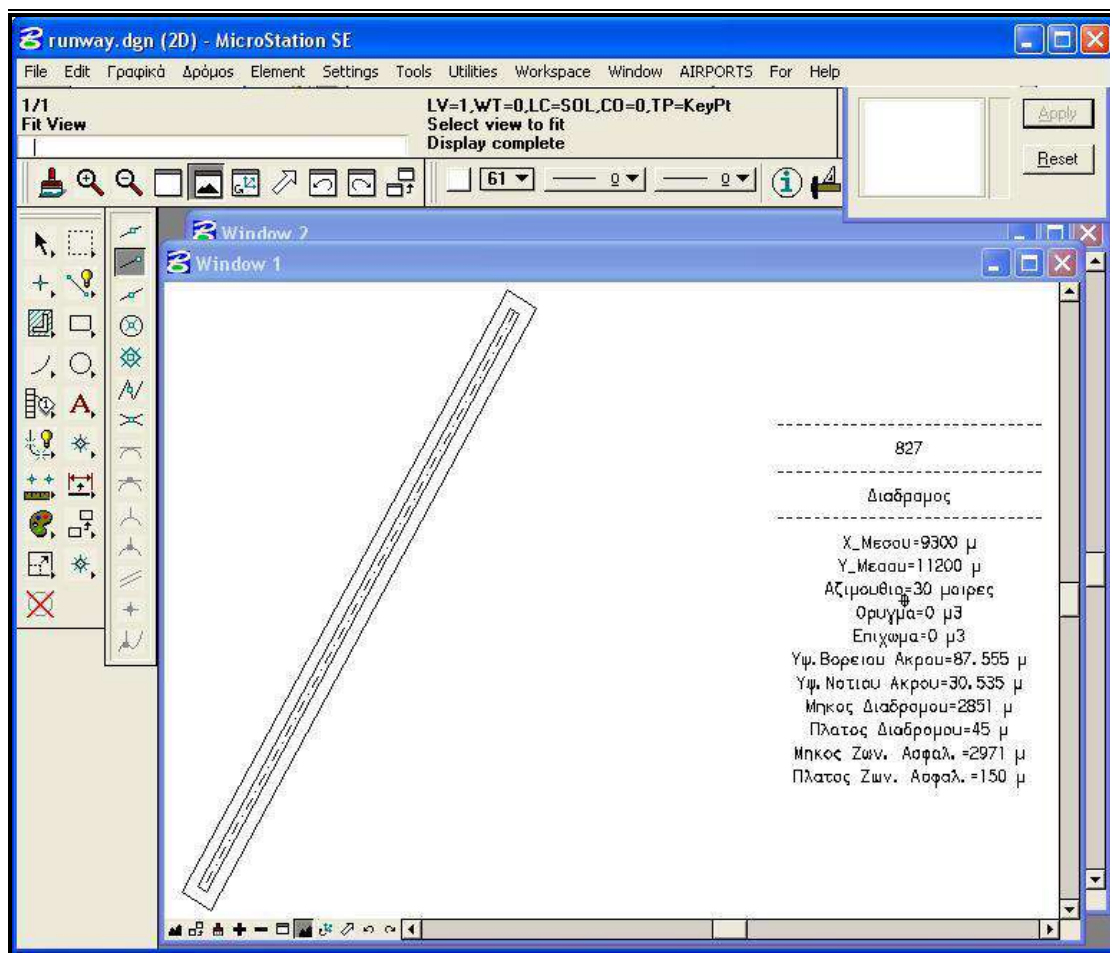 runway.dgn (2D) - MicroStation SE
File Edit Γραφικά Δρόμος Element Settings Tools Utilities Workspace Window AIRPORTS For Help
1/1
Fit View
LV=1,WT=0,LC=SOL,CO=0,TP=KeyPt
Select view to fit
Display complete
Apply
Reset
61 0 0
Window 2
Window 1
827
Διαδρομος
Χ_Μεσου=9300 μ
Υ_Μεσου=11200 μ
Αζιμουθιο=30 μοιρες
Ορυγμα=0 μ3
Επιχωμα=0 μ3
Υψ.Βορειου Ακρου=87.555 μ
Υψ.Νοτιου Ακρου=30.535 μ
Μηκος Διαδρομου=2851 μ
Πλατος Διαδρομου=45 μ
Μηκος Ζων. Ασφαλ.=2971 μ
Πλατος Ζων. Ασφαλ.=150 μ